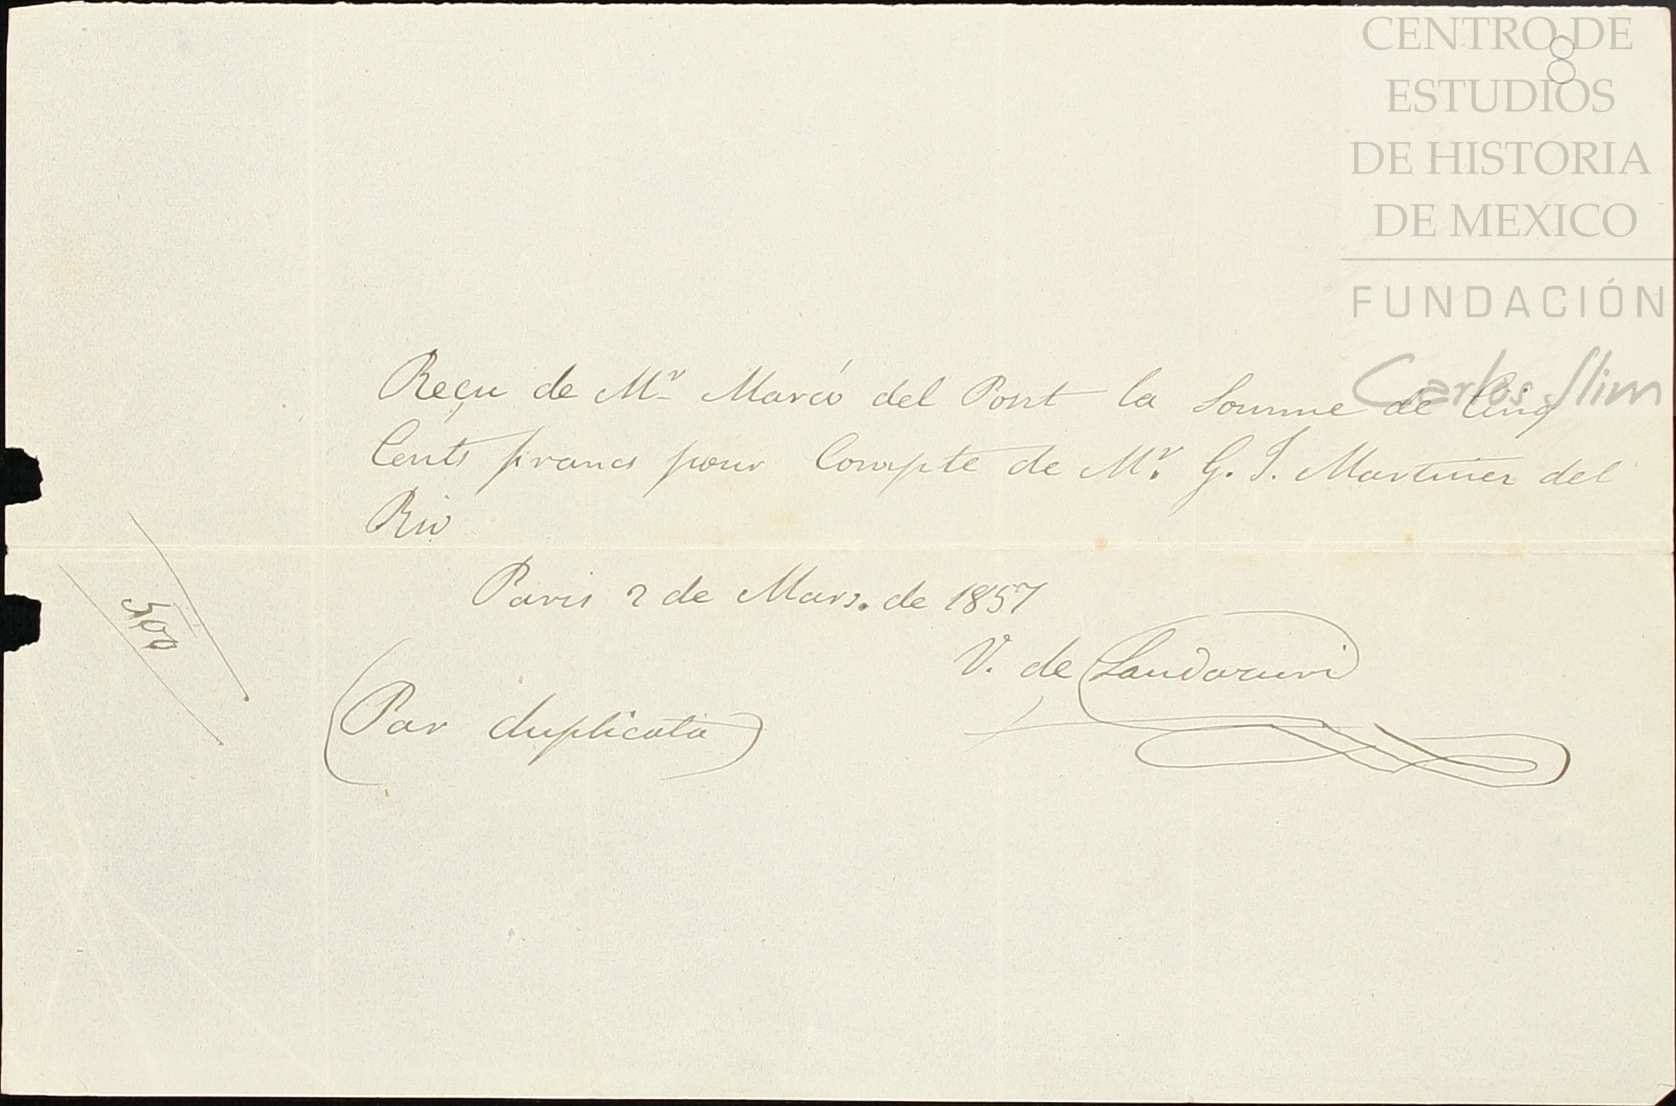 CENTRO DE
ESTUDIOS
DE HISTORIA
DE MEXICO
FUNDACIÓN
Carlos Slim
8
Reçu de Mr Marcó del Pont la Somme de Cinq
Cents francs pour Compte de Mr. G. J. Martinez del
Rio
Paris 2 de Mars. de 1857
V. de Landaruri
(Par duplicata)
500